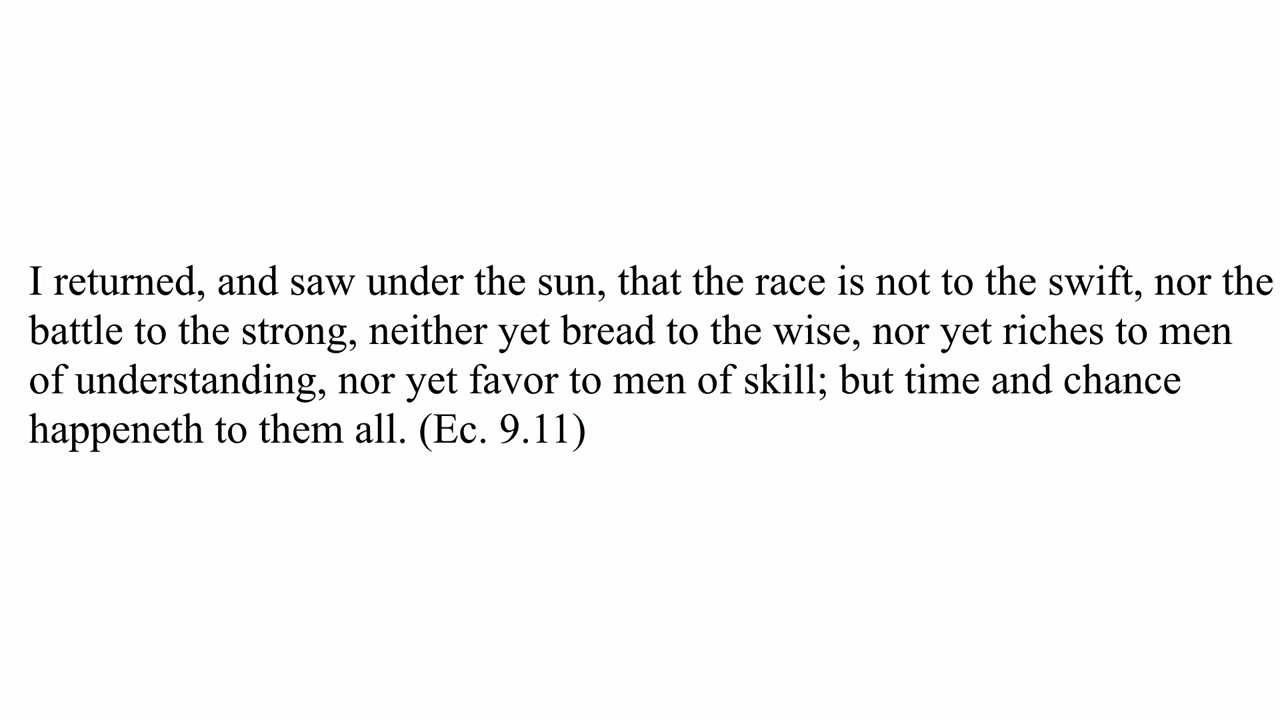 I returned, and saw under the sun, that the race is not to the swift, nor the
battle to the strong, neither yet bread to the wise, nor yet riches to men
of understanding, nor yet favor to men of skill; but time and chance
happeneth to them all. (Ec. 9.11)